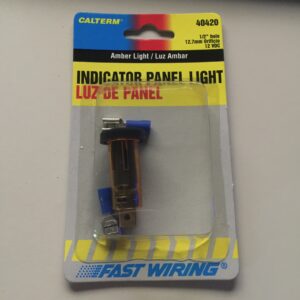 CALTERM®
40420
1/2" Hole
12.7mm Orificio
12 VDC
Amber Light / Luz Ambar
INDICATOR PANEL LIGHT
LUZ DE PANEL
FAST WIRING